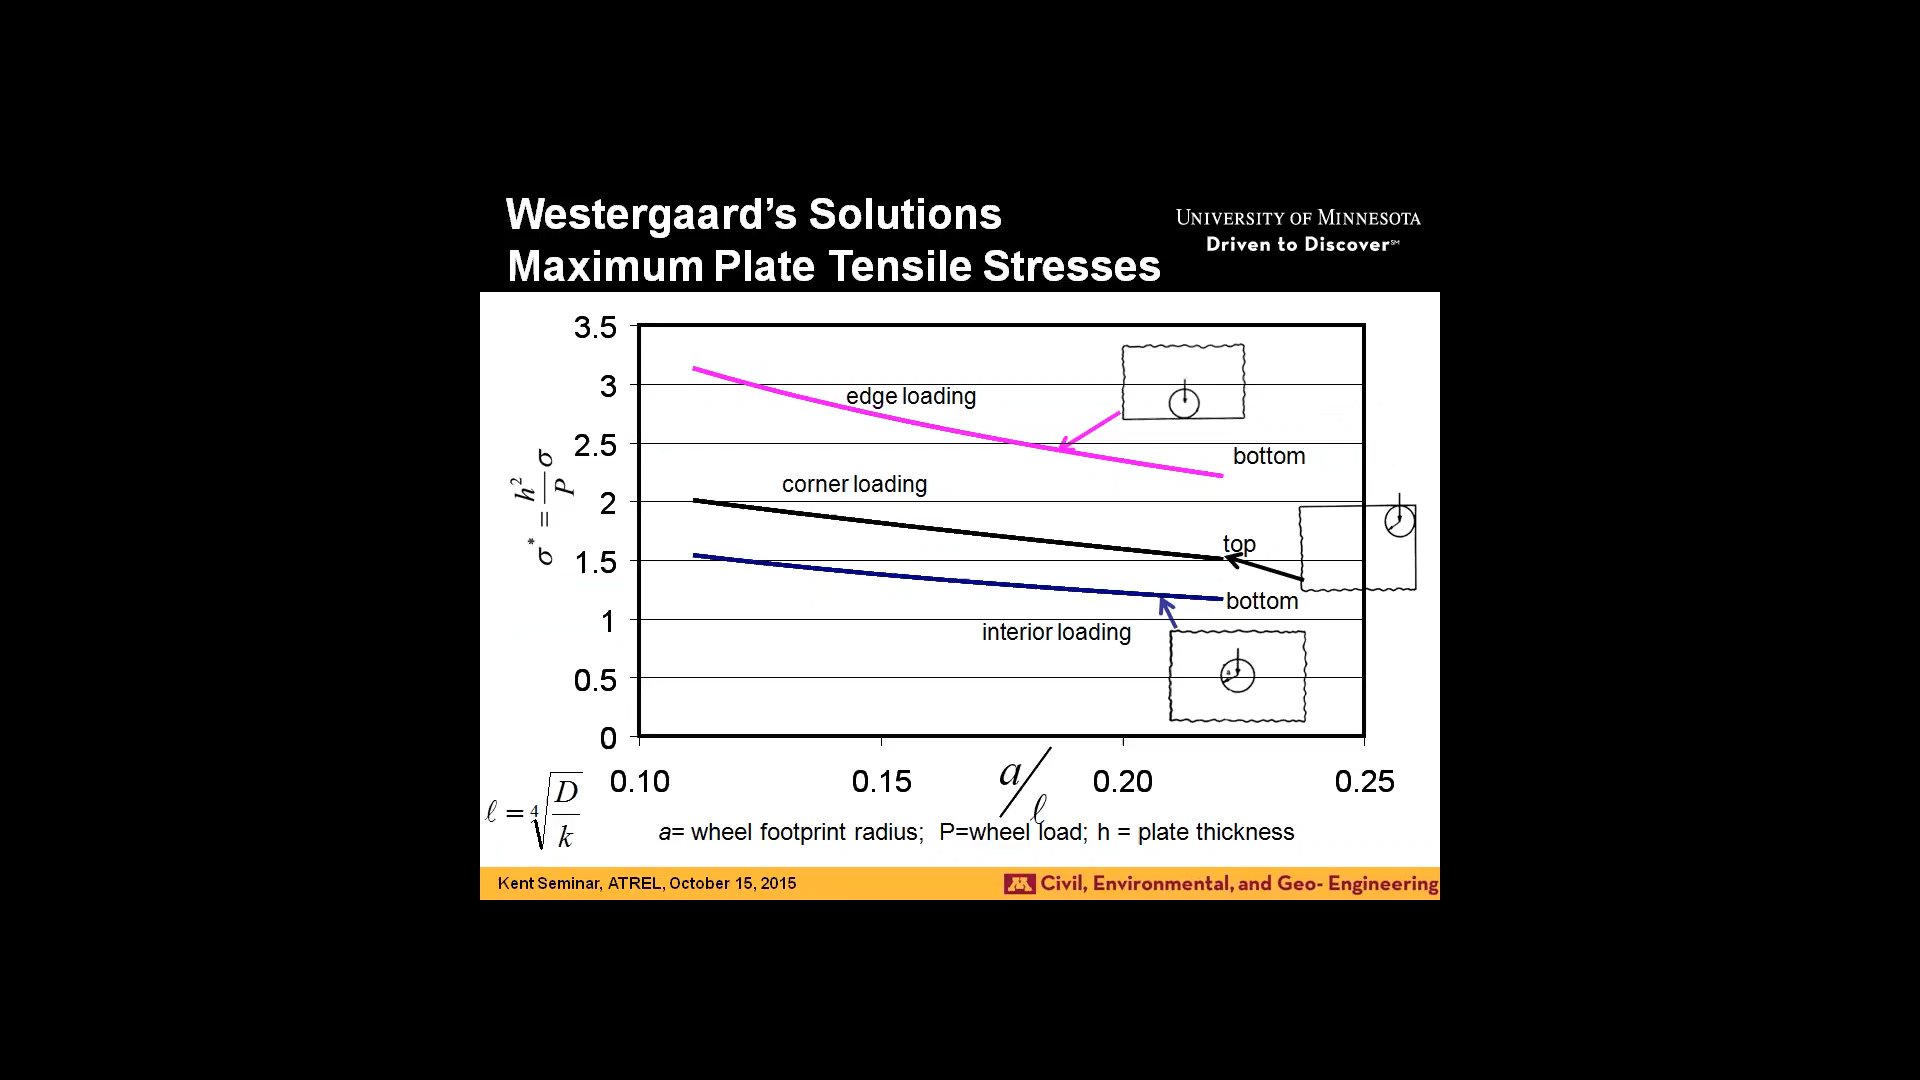 Westergaard’s Solutions
Maximum Plate Tensile Stresses
UNIVERSITY OF MINNESOTA
Driven to Discover℠
3.5
3
2.5
2
1.5
1
0.5
0
σ* = h²/P σ
edge loading
bottom
corner loading
top
bottom
interior loading
a
0.10
0.15
a/ℓ
0.20
0.25
ℓ = ⁴√D/k
a= wheel footprint radius; P=wheel load; h = plate thickness
Kent Seminar, ATREL, October 15, 2015
M Civil, Environmental, and Geo- Engineering